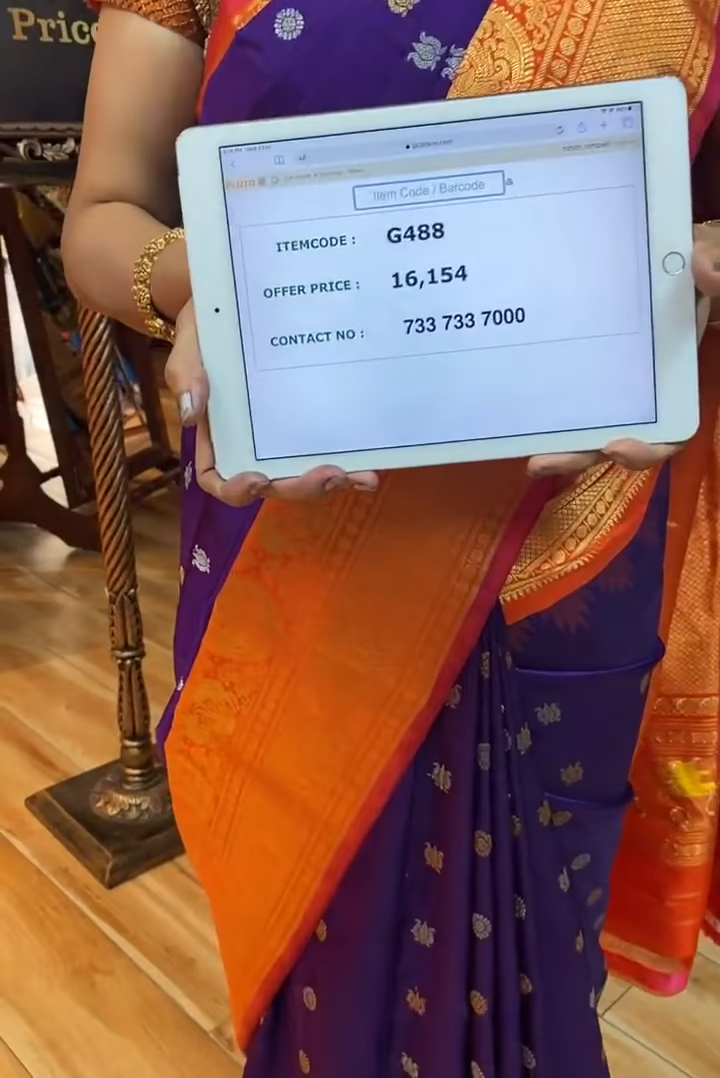 Price
Item Code / Barcode
ITEMCODE : G488
OFFER PRICE : 16,154
CONTACT NO : 733 733 7000